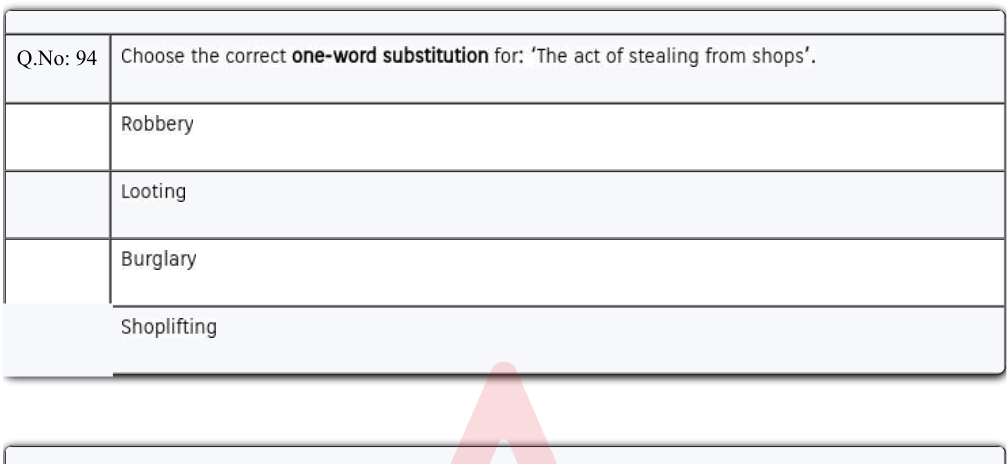 Q.No: 94 Choose the correct one-word substitution for: ‘The act of stealing from shops’.
Robbery
Looting
Burglary
Shoplifting